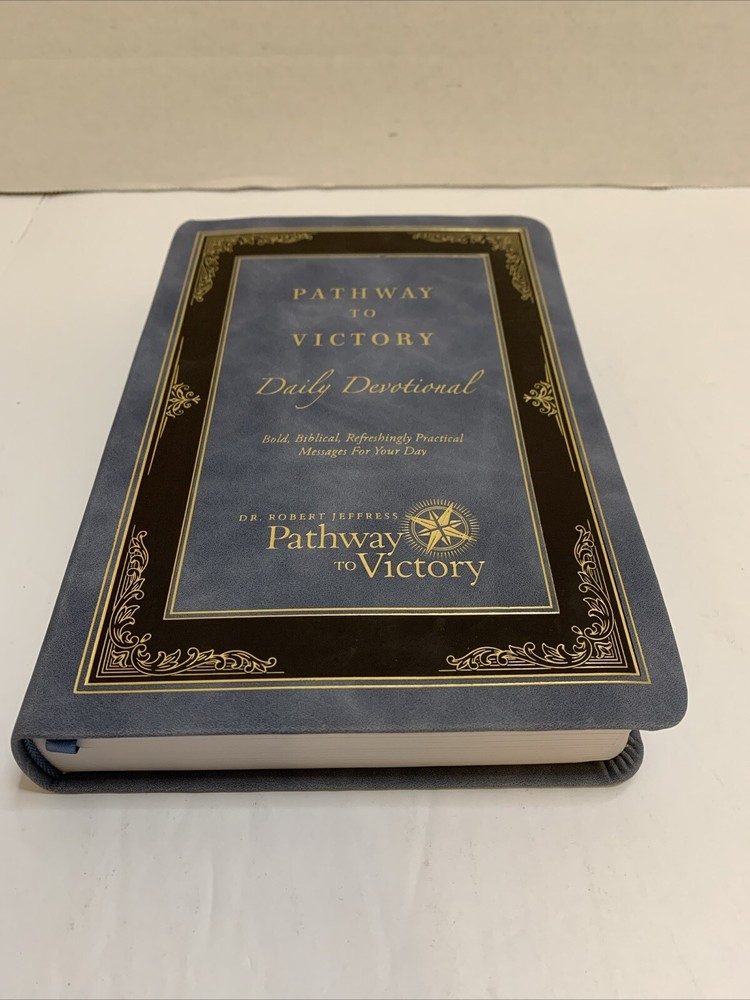 PATHWAY
TO
VICTORY
Daily Devotional
Bold, Biblical, Refreshingly Practical
Messages For Your Day
DR. ROBERT JEFFRESS
Pathway
TO Victory